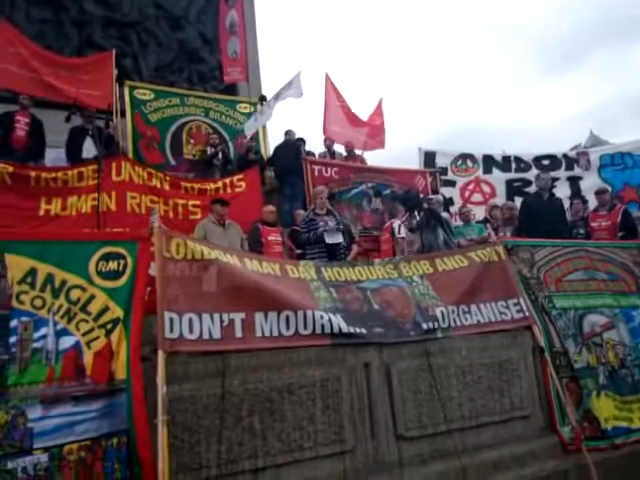 RMT
LONDON UNDERGROUND
ENGINEERING BRANCH
TUC
LONDON
TRADE UNION RIGHTS
HUMAN RIGHTS
RMT
ANGLIA
COUNCIL
LONDON MAY DAY HONOURS BOB AND TONY
DON'T MOURN... ...ORGANISE!